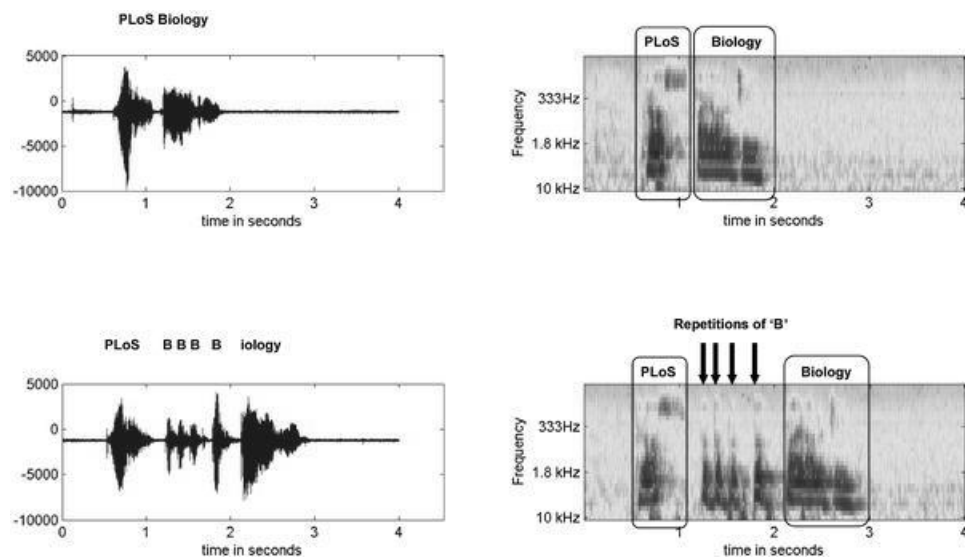 PLoS Biology
5000
0
-5000
-10000
0 1 2 3 4
time in seconds
PLoS Biology
Frequency
333Hz
1.8 kHz
10 kHz
1 2 3 4
time in seconds
PLoS B B B B iology
5000
0
-5000
-10000
0 1 2 3 4
time in seconds
Repetitions of ‘B’
PLoS Biology
Frequency
333Hz
1.8 kHz
10 kHz
1 2 3 4
time in seconds